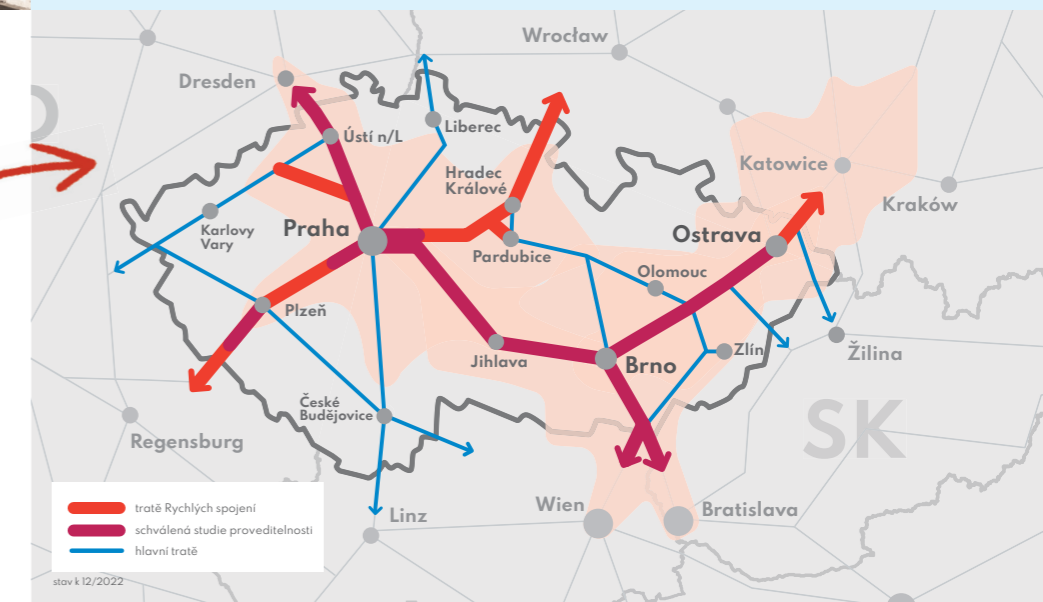 Wrocław
Dresden
Ústí n/L
Liberec
Katowice
Hradec
Králové
Kraków
Karlovy
Vary
Praha
Ostrava
Pardubice
Olomouc
Plzeň
Jihlava
Brno
Zlín
Žilina
České
Budějovice
Regensburg
SK
Wien
Bratislava
Linz
tratě Rychlých spojení
schválená studie proveditelnosti
hlavní tratě
stav k 12/2022